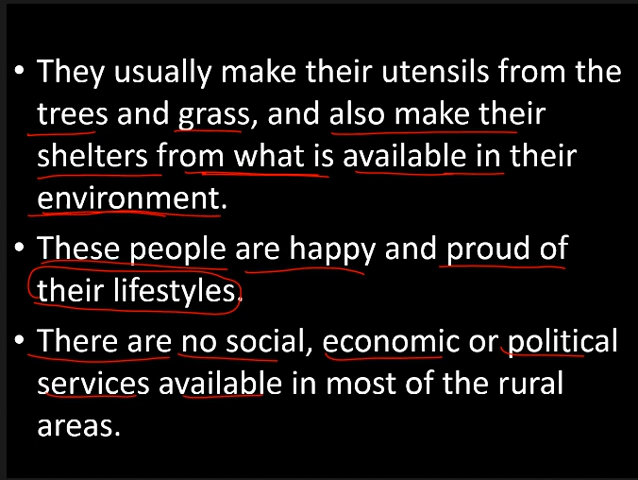 • They usually make their utensils from the
trees and grass, and also make their
shelters from what is available in their
environment.
• These people are happy and proud of
their lifestyles.
• There are no social, economic or political
services available in most of the rural
areas.